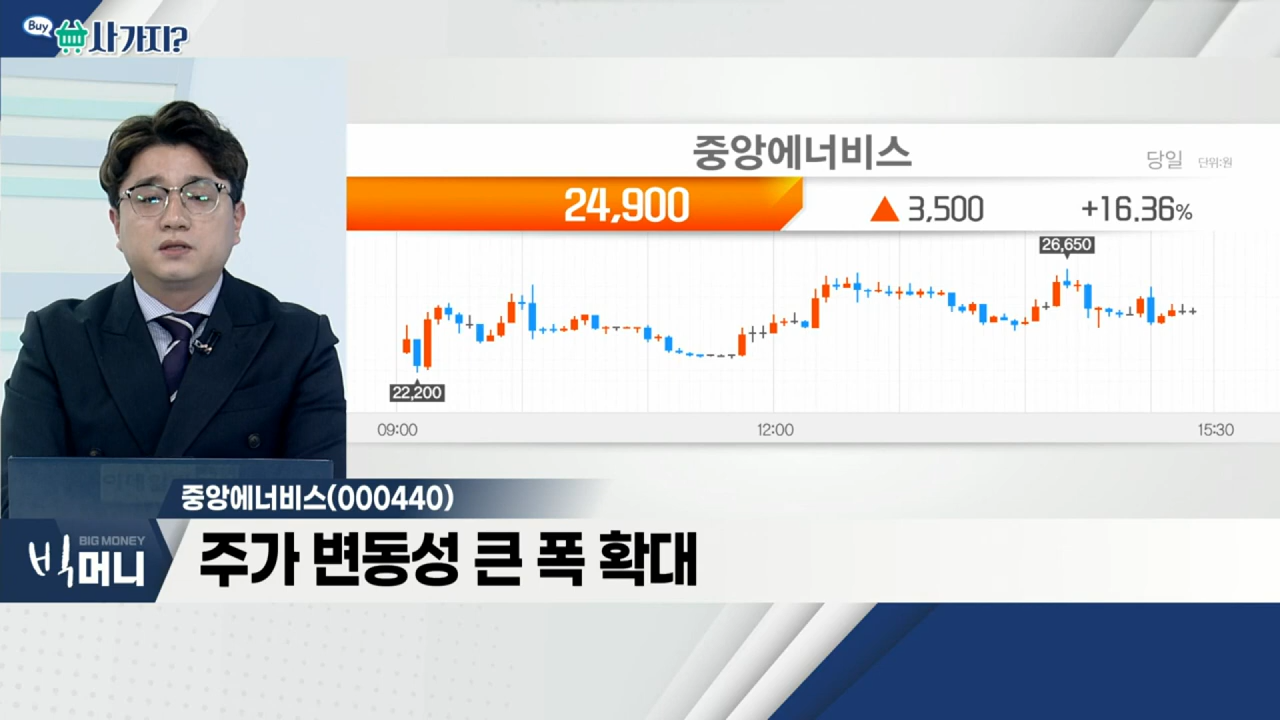 Buy
사가지?
중앙에너비스
당일 단위:원
24,900 ▲ 3,500 +16.36%
26,650
22,200
09:00 12:00 15:30
중앙에너비스(000440)
BIG MONEY
빅머니
주가 변동성 큰 폭 확대